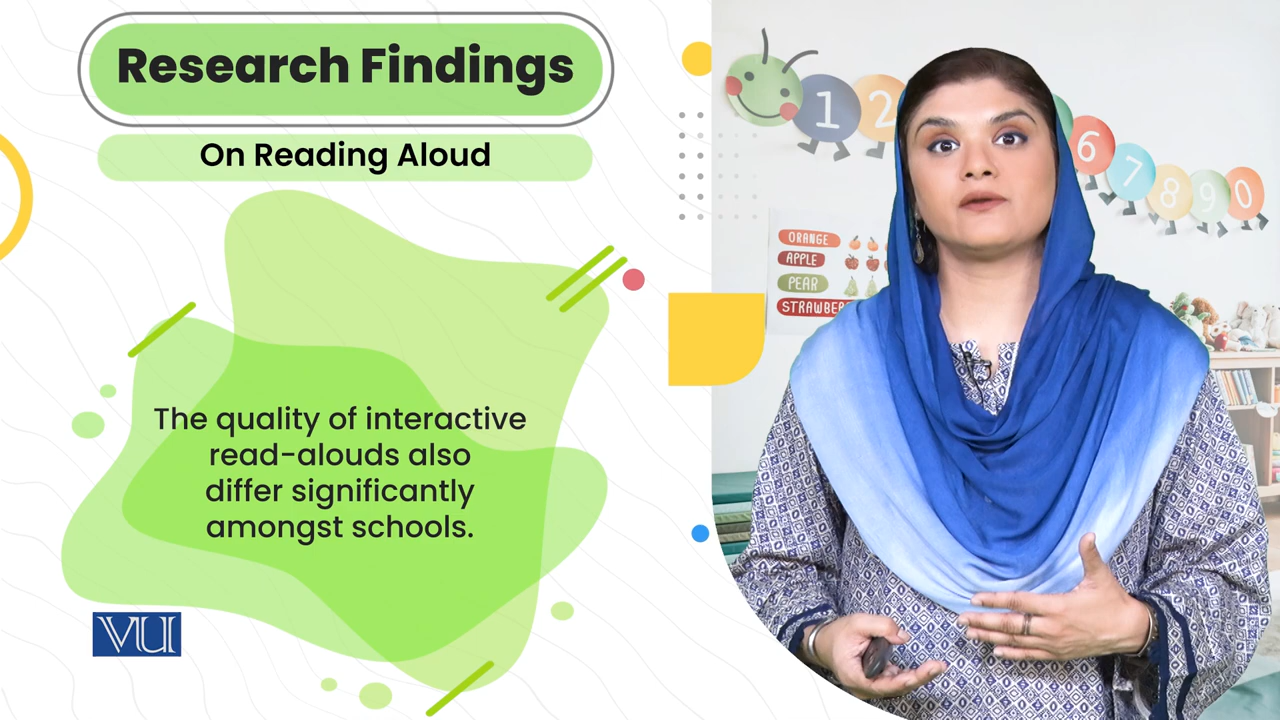 Research Findings
On Reading Aloud
The quality of interactive
read-alouds also
differ significantly
amongst schools.
VU
1 2
6 7 8 9 0
ORANGE
APPLE
PEAR